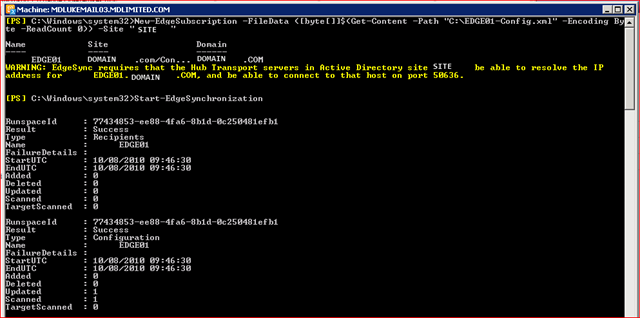 Machine: MDLUKEMAIL03.MDLIMITED.COM
[PS] C:\Windows\system32>New-EdgeSubscription -FileData ([byte[]]$(Get-Content -Path "C:\EDGE01-Config.xml" -Encoding By
te -ReadCount 0)) -Site "SITE "
Name Site Domain
---- ---- ------
EDGE01 DOMAIN .com/Con... DOMAIN .COM
WARNING: EdgeSync requires that the Hub Transport servers in Active Directory site SITE be able to resolve the IP
address for EDGE01.DOMAIN .COM, and be able to connect to that host on port 50636.
[PS] C:\Windows\system32>Start-EdgeSynchronization
RunspaceId : 77434853-ee88-4fa6-8b1d-0c250481efb1
Result : Success
Type : Recipients
Name : EDGE01
FailureDetails :
StartUTC : 10/08/2010 09:46:30
EndUTC : 10/08/2010 09:46:30
Added : 0
Deleted : 0
Updated : 0
Scanned : 0
TargetScanned : 0
RunspaceId : 77434853-ee88-4fa6-8b1d-0c250481efb1
Result : Success
Type : Configuration
Name : EDGE01
FailureDetails :
StartUTC : 10/08/2010 09:46:30
EndUTC : 10/08/2010 09:46:30
Added : 0
Deleted : 0
Updated : 1
Scanned : 1
TargetScanned : 0